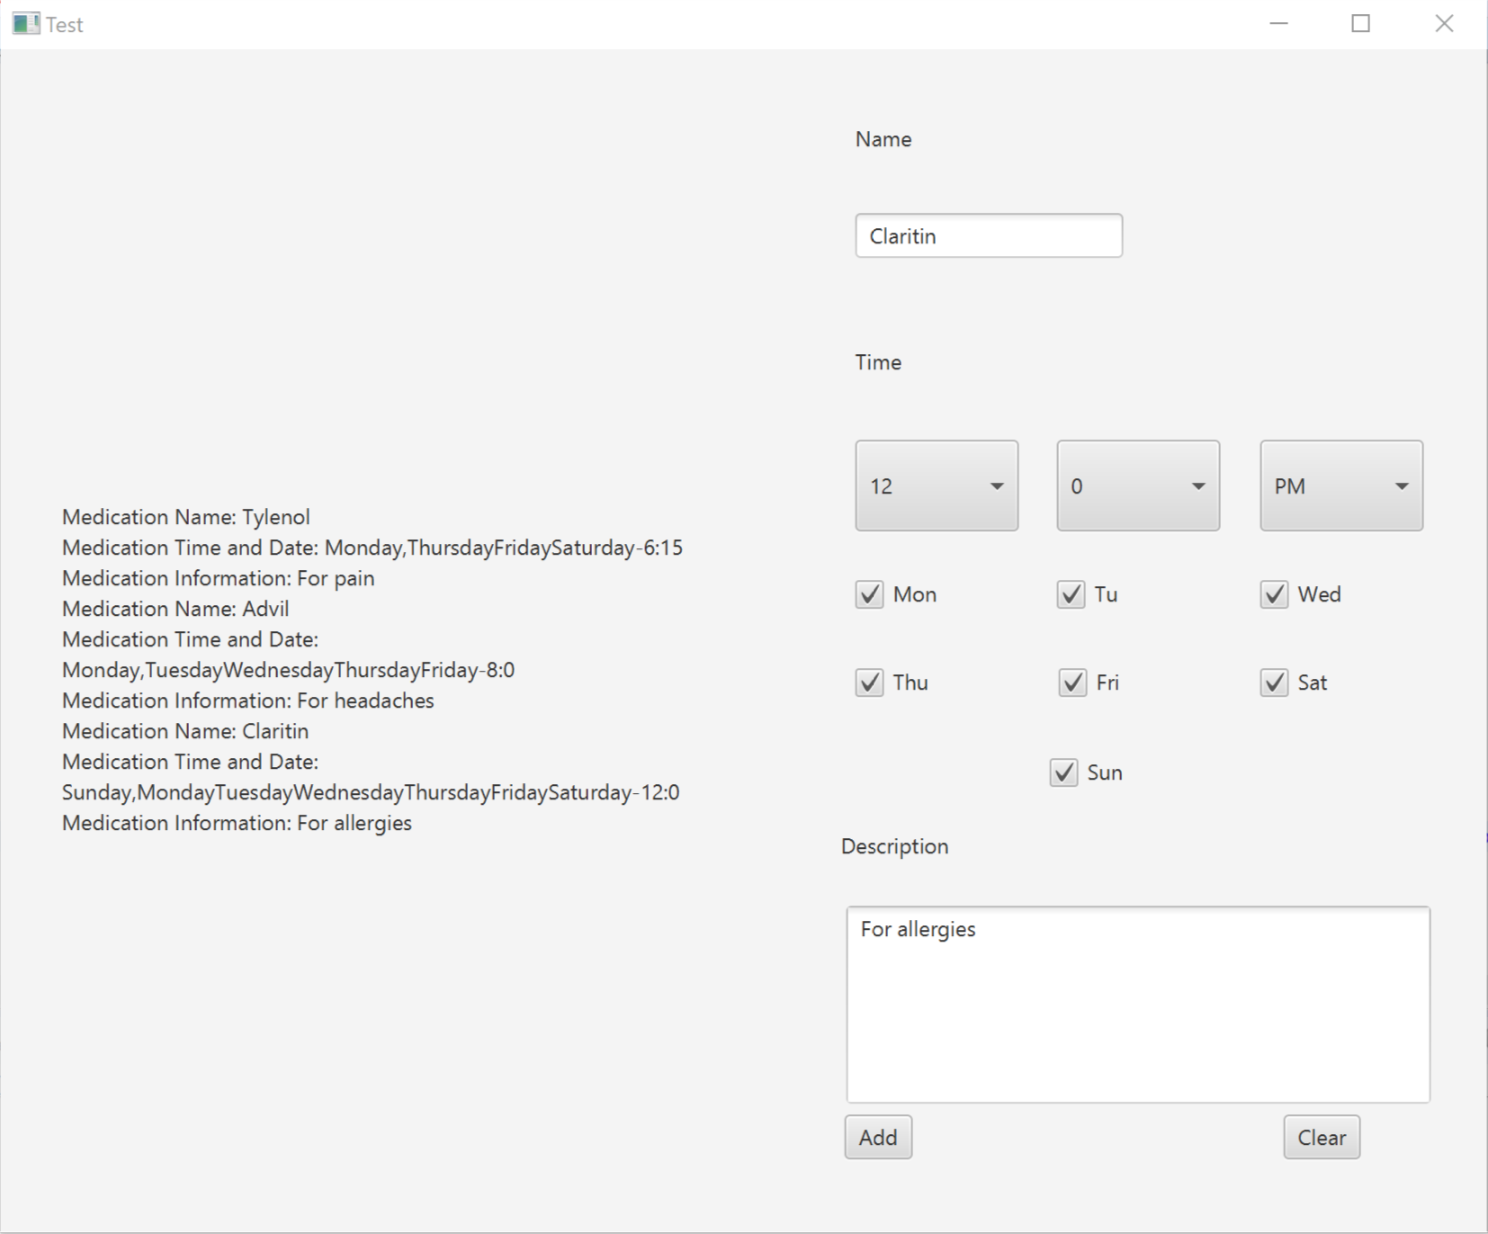 Test
Medication Name: Tylenol
Medication Time and Date: Monday,ThursdayFridaySaturday-6:15
Medication Information: For pain
Medication Name: Advil
Medication Time and Date:
Monday,TuesdayWednesdayThursdayFriday-8:0
Medication Information: For headaches
Medication Name: Claritin
Medication Time and Date:
Sunday,MondayTuesdayWednesdayThursdayFridaySaturday-12:0
Medication Information: For allergies
Name
Claritin
Time
12 0 PM
Mon Tu Wed
Thu Fri Sat
Sun
Description
For allergies
Add Clear